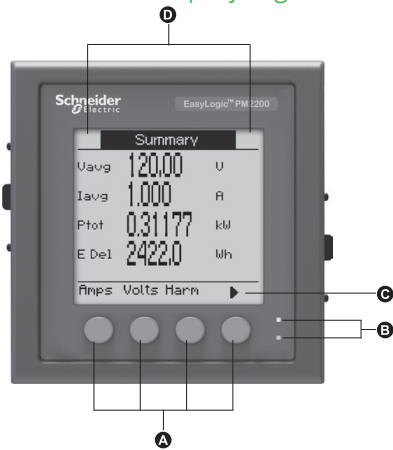 D
Schneider
Electric
EasyLogic™ PM2200
Summary
Vavg 120.00 V
Iavg 1.000 A
Ptot 0.31177 kW
E Del 2422.0 Wh
Amps Volts Harm
C
B
A